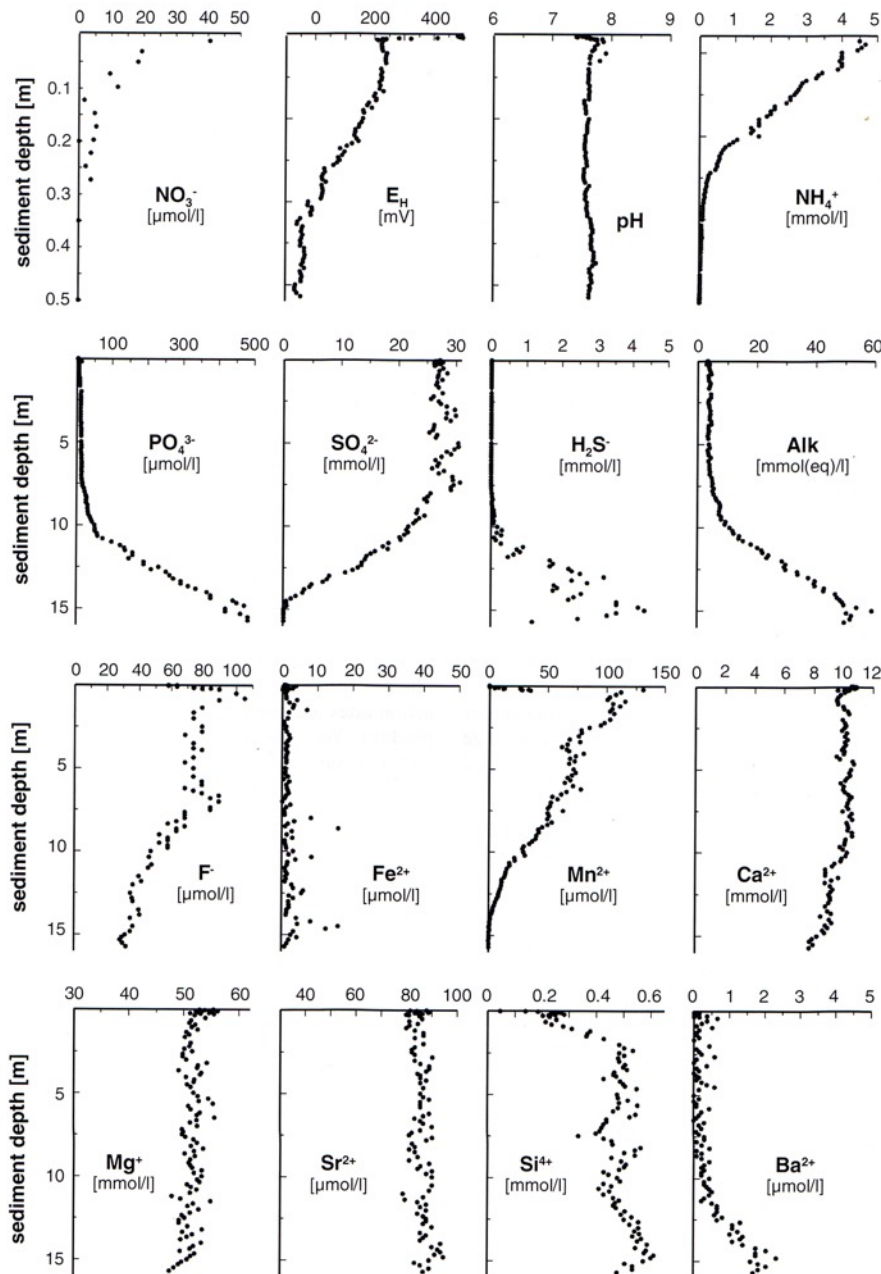 0 10 20 30 40 50
0 200 400
6 7 8 9
0 1 2 3 4 5
sediment depth [m]
0.1
0.2
0.3
0.4
0.5
NO₃⁻
[µmol/l]
E_H
[mV]
pH
NH₄⁺
[mmol/l]
100 300 500
0 10 20 30
0 1 2 3 4 5
0 20 40 60
sediment depth [m]
5
10
15
PO₄³⁻
[µmol/l]
SO₄²⁻
[mmol/l]
H₂S⁻
[mmol/l]
Alk
[mmol(eq)/l]
0 20 40 60 80 100
0 10 20 30 40 50
0 50 100 150
0 2 4 6 8 10 12
sediment depth [m]
5
10
15
F⁻
[µmol/l]
Fe²⁺
[µmol/l]
Mn²⁺
[µmol/l]
Ca²⁺
[mmol/l]
30 40 50 60
40 60 80 100
0 0.2 0.4 0.6
0 1 2 3 4 5
sediment depth [m]
5
10
15
Mg⁺
[mmol/l]
Sr²⁺
[µmol/l]
Si⁴⁺
[mmol/l]
Ba²⁺
[µmol/l]